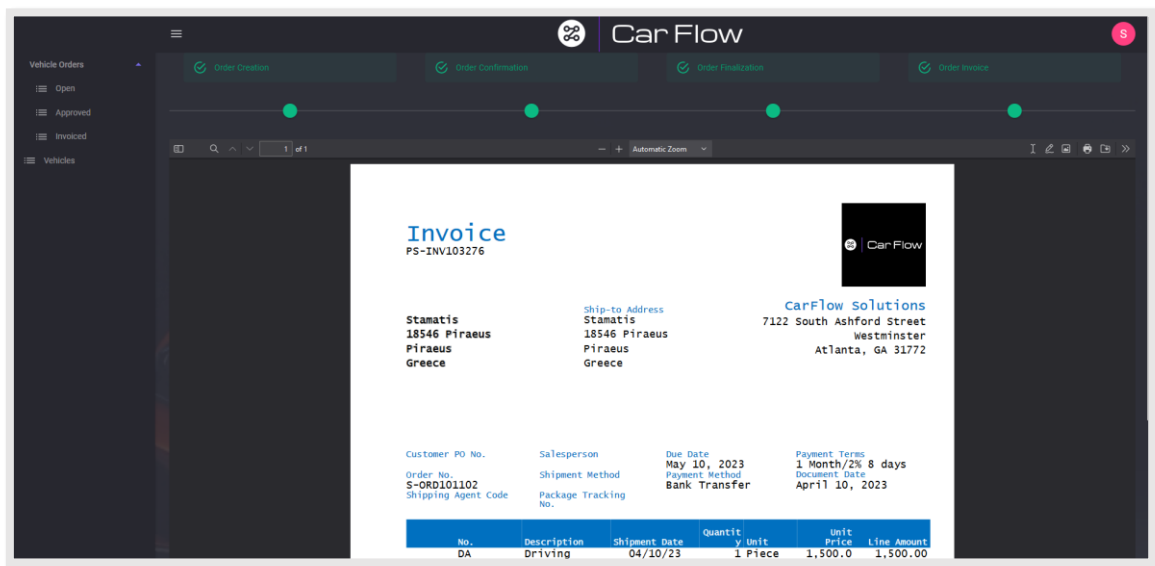 Car Flow
S
Vehicle Orders
Open
Approved
Invoiced
Vehicles
Order Creation
Order Confirmation
Order Finalization
Order Invoice
1 of 1
Automatic Zoom
Invoice
PS-INV103276
Car Flow
Stamatis
18546 Piraeus
Piraeus
Greece
Ship-to Address
Stamatis
18546 Piraeus
Piraeus
Greece
CarFlow Solutions
7122 South Ashford Street
Westminster
Atlanta, GA 31772
Customer PO No. Salesperson Due Date Payment Terms
May 10, 2023 1 Month/2% 8 days
Order No. Shipment Method Payment Method Document Date
S-ORD101102 Bank Transfer April 10, 2023
Shipping Agent Code Package Tracking
No.
Quantit Unit
No. Description Shipment Date y Unit Price Line Amount
DA Driving 04/10/23 1 Piece 1,500.0 1,500.00